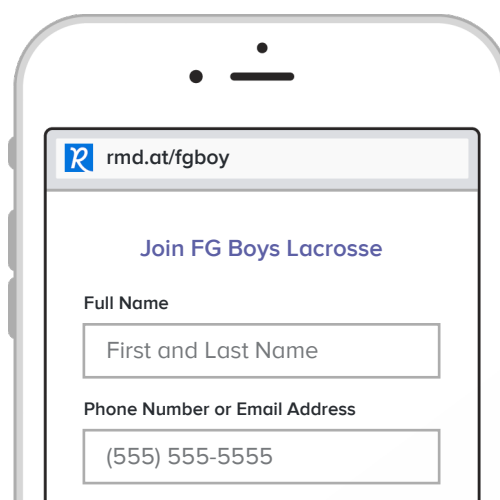 rmd.at/fgboy
Join FG Boys Lacrosse
Full Name
First and Last Name
Phone Number or Email Address
(555) 555-5555